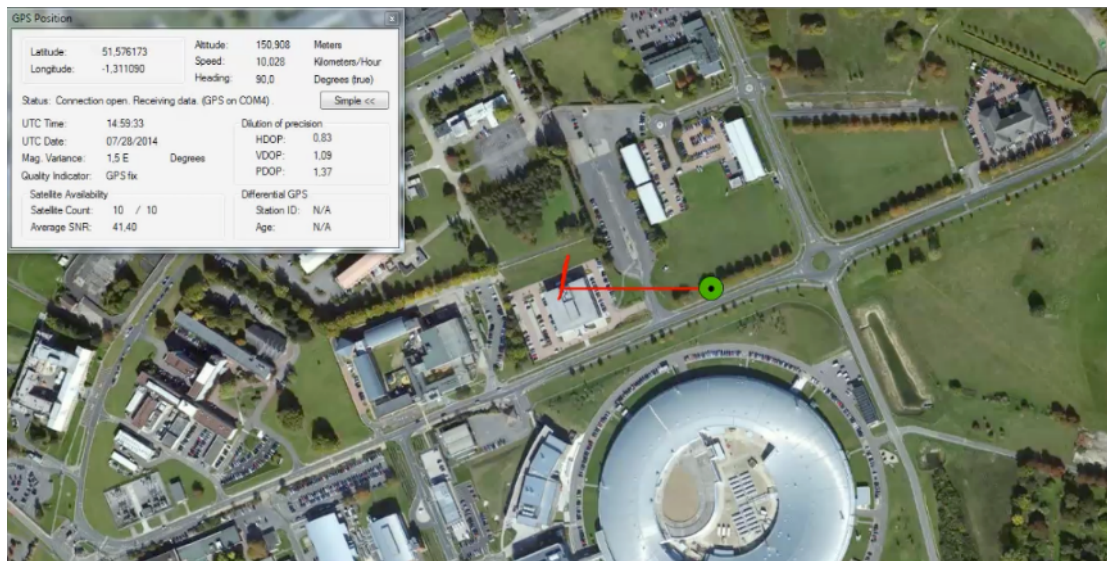 GPS Position
Latitude: 51,576173
Longitude: -1,311090
Altitude: 150,908 Meters
Speed: 10,028 Kilometers/Hour
Heading: 90,0 Degrees (true)
Status: Connection open. Receiving data. (GPS on COM4) .
Simple <<
UTC Time: 14:59:33
UTC Date: 07/28/2014
Mag. Variance: 1,5 E Degrees
Quality Indicator: GPS fix
Dilution of precision
HDOP: 0,83
VDOP: 1,09
PDOP: 1,37
Satellite Availability
Satellite Count: 10 / 10
Average SNR: 41,40
Differential GPS
Station ID: N/A
Age: N/A